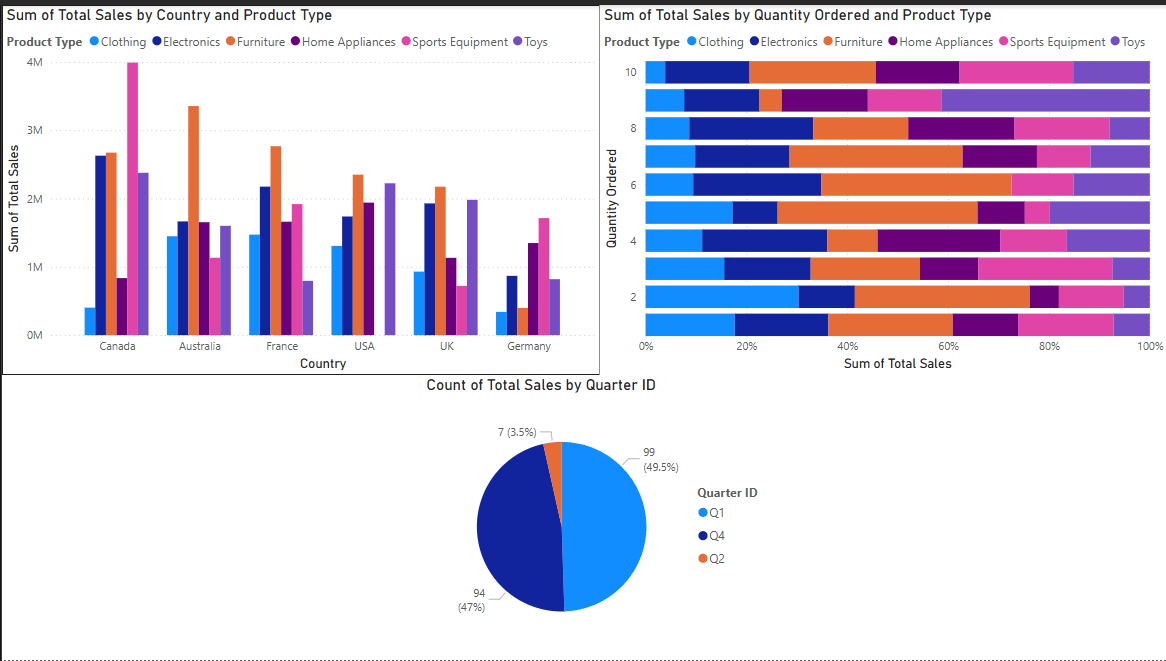 Sum of Total Sales by Country and Product Type
Product Type Clothing Electronics Furniture Home Appliances Sports Equipment Toys
4M
3M
2M
1M
0M
Sum of Total Sales
Canada Australia France USA UK Germany
Country
Sum of Total Sales by Quantity Ordered and Product Type
Product Type Clothing Electronics Furniture Home Appliances Sports Equipment Toys
10
8
6
4
2
Quantity Ordered
0% 20% 40% 60% 80% 100%
Sum of Total Sales
Count of Total Sales by Quarter ID
7 (3.5%)
99
(49.5%)
94
(47%)
Quarter ID
Q1
Q4
Q2